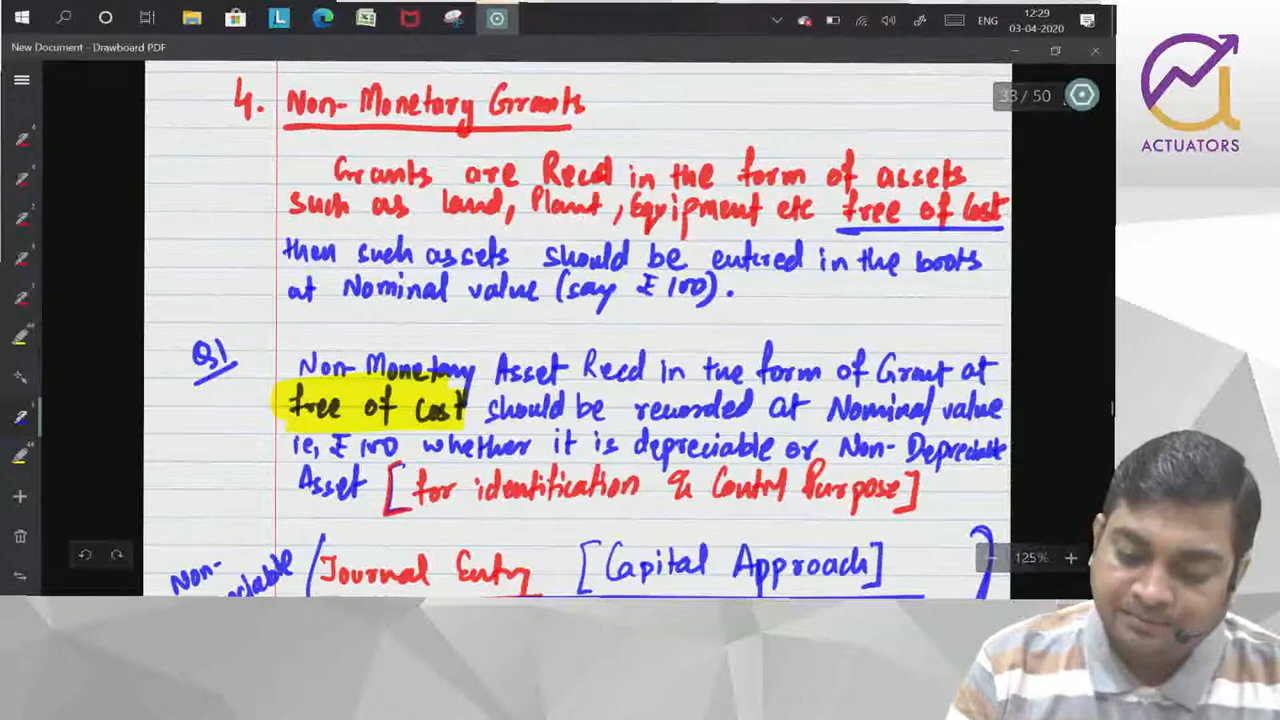 12:29
ENG
03-04-2020
New Document - Drawboard PDF
33 / 50
ACTUATORS
4. Non-Monetary Grants
Grants are Recd in the form of assets
such as land, Plant, Equipment etc free of Cost
then such assets should be entered in the books
at Nominal value (say ₹ 100).
Q1
Non-Monetary Asset Recd in the form of Grant at
free of cost should be recorded at Nominal value
ie, ₹ 100 whether it is depreciable or Non-Depreciable
Asset [for identification & Control Purpose]
Non-
Journal Entry [Capital Approach]
125%